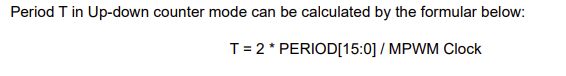 Period T in Up-down counter mode can be calculated by the formular below:
T = 2 * PERIOD[15:0] / MPWM Clock